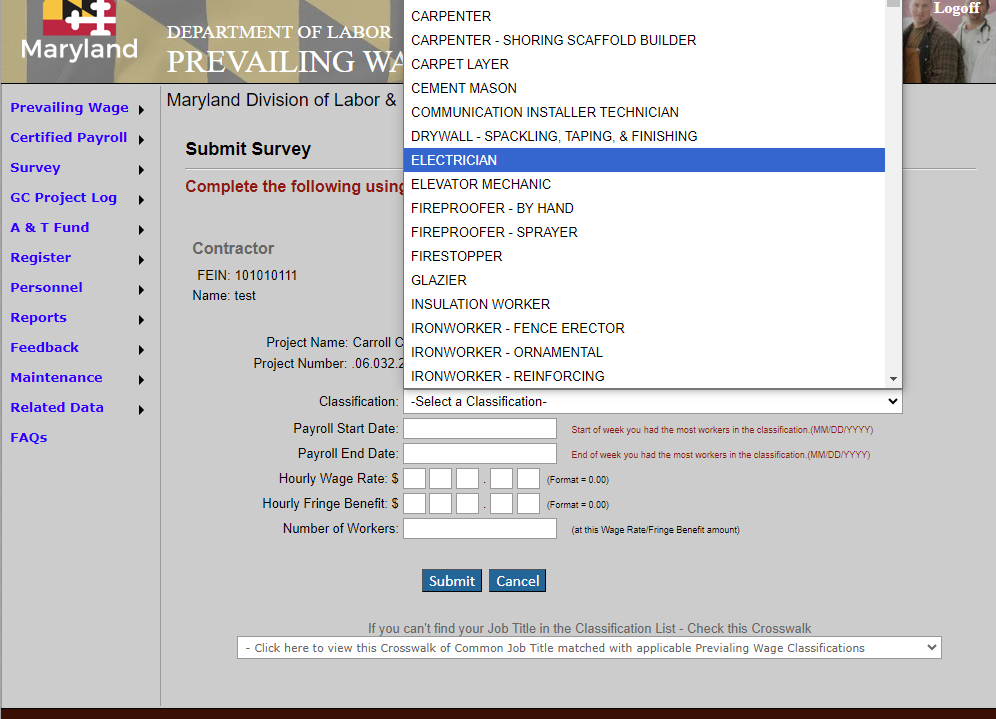 Maryland
DEPARTMENT OF LABOR
PREVAILING WA
Logoff
Prevailing Wage
Certified Payroll
Survey
GC Project Log
A & T Fund
Register
Personnel
Reports
Feedback
Maintenance
Related Data
FAQs
Maryland Division of Labor &
Submit Survey
Complete the following using
Contractor
FEIN: 101010111
Name: test
Project Name: Carroll C
Project Number: .06.032.2
CARPENTER
CARPENTER - SHORING SCAFFOLD BUILDER
CARPET LAYER
CEMENT MASON
COMMUNICATION INSTALLER TECHNICIAN
DRYWALL - SPACKLING, TAPING, & FINISHING
ELECTRICIAN
ELEVATOR MECHANIC
FIREPROOFER - BY HAND
FIREPROOFER - SPRAYER
FIRESTOPPER
GLAZIER
INSULATION WORKER
IRONWORKER - FENCE ERECTOR
IRONWORKER - ORNAMENTAL
IRONWORKER - REINFORCING
Classification: -Select a Classification-
Payroll Start Date: Start of week you had the most workers in the classification.(MM/DD/YYYY)
Payroll End Date: End of week you had the most workers in the classification.(MM/DD/YYYY)
Hourly Wage Rate: $ . (Format = 0.00)
Hourly Fringe Benefit: $ . (Format = 0.00)
Number of Workers: (at this Wage Rate/Fringe Benefit amount)
Submit Cancel
If you can't find your Job Title in the Classification List - Check this Crosswalk
- Click here to view this Crosswalk of Common Job Title matched with applicable Previaling Wage Classifications